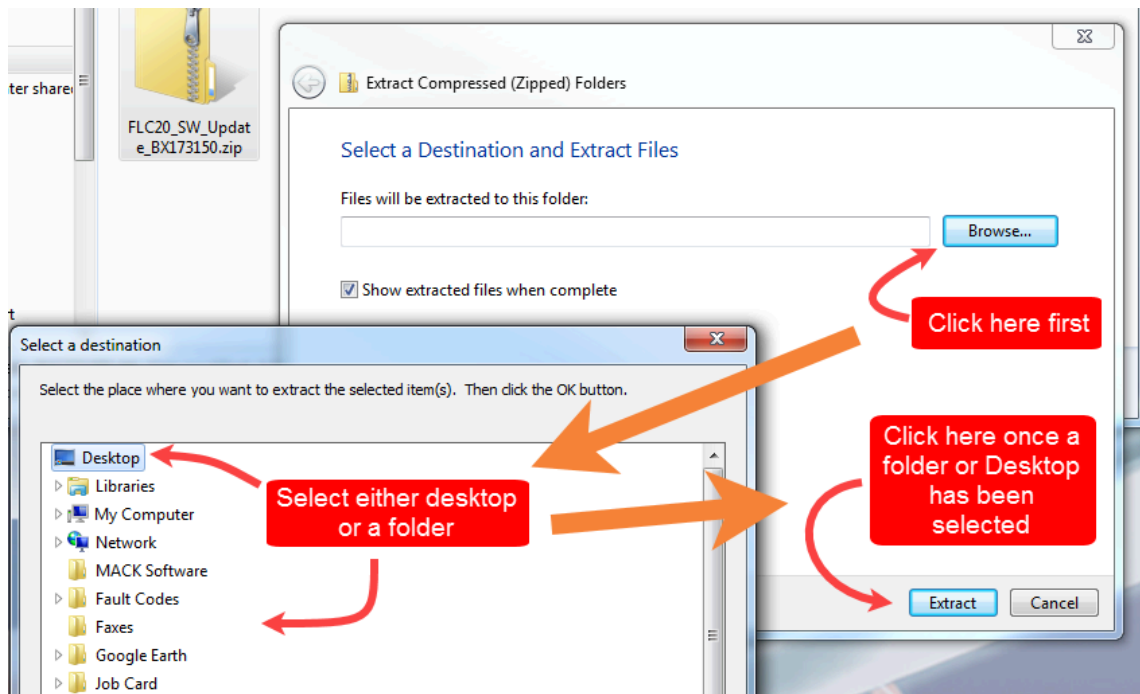 ter share
FLC20_SW_Updat
e_BX173150.zip
t
Extract Compressed (Zipped) Folders
Select a Destination and Extract Files
Files will be extracted to this folder:
Browse...
Show extracted files when complete
Click here first
Select a destination
Select the place where you want to extract the selected item(s). Then click the OK button.
Desktop
Libraries
My Computer
Network
MACK Software
Fault Codes
Faxes
Google Earth
Job Card
Select either desktop
or a folder
Click here once a
folder or Desktop
has been
selected
Extract
Cancel